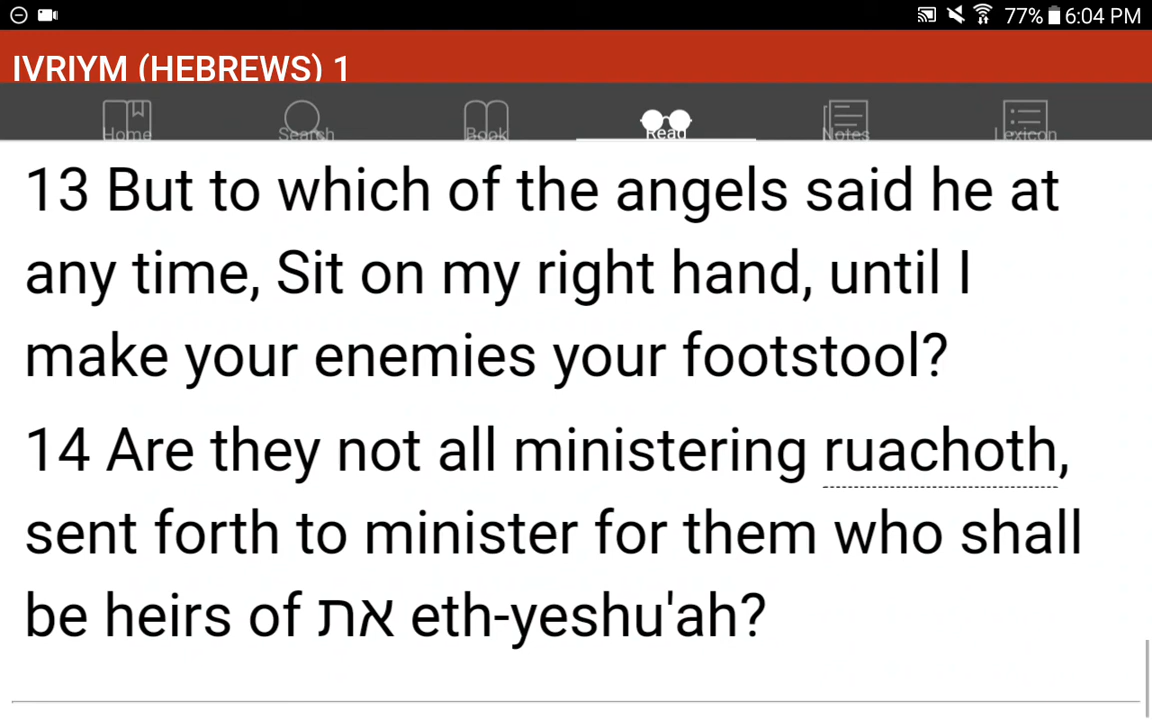 77% 6:04 PM
IVRIYM (HEBREWS) 1
Home Search Book Read Notes Lexicon
13 But to which of the angels said he at
any time, Sit on my right hand, until I
make your enemies your footstool?
14 Are they not all ministering ruachoth,
sent forth to minister for them who shall
be heirs of את eth-yeshu'ah?